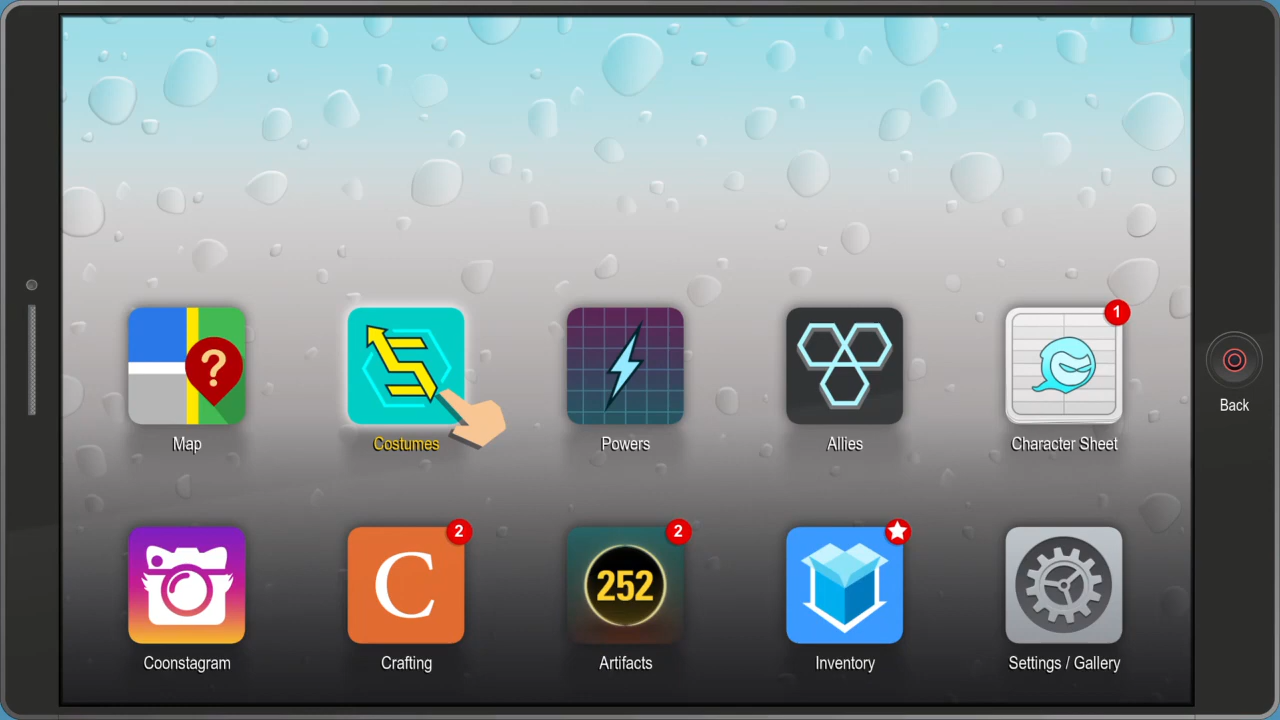 ?
1
Map
Costumes
Powers
Allies
Character Sheet
Back
2
2
C
252
Coonstagram
Crafting
Artifacts
Inventory
Settings / Gallery